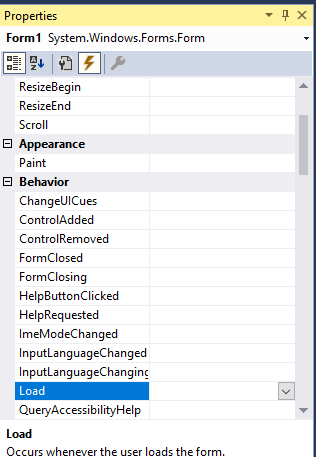 Properties
Form1 System.Windows.Forms.Form
ResizeBegin
ResizeEnd
Scroll
Appearance
Paint
Behavior
ChangeUICues
ControlAdded
ControlRemoved
FormClosed
FormClosing
HelpButtonClicked
HelpRequested
ImeModeChanged
InputLanguageChanged
InputLanguageChanging
Load
QueryAccessibilityHelp
Load
Occurs whenever the user loads the form.